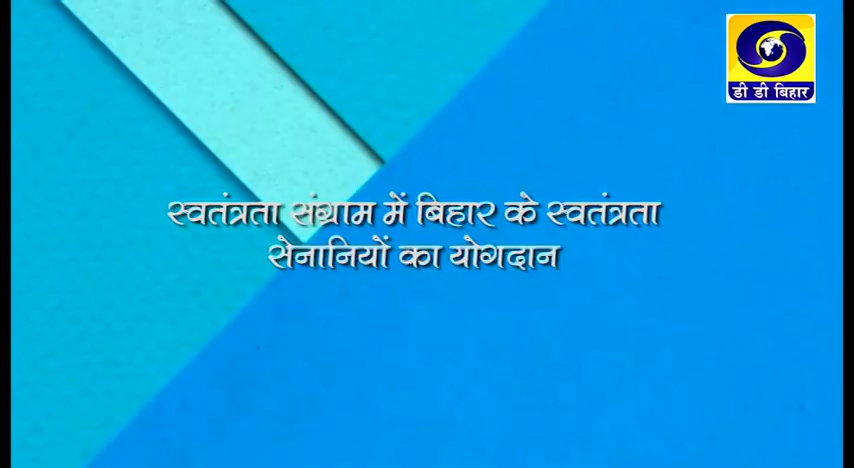 डी डी बिहार
स्वतंत्रता संग्राम में बिहार के स्वतंत्रता
सेनानियों का योगदान